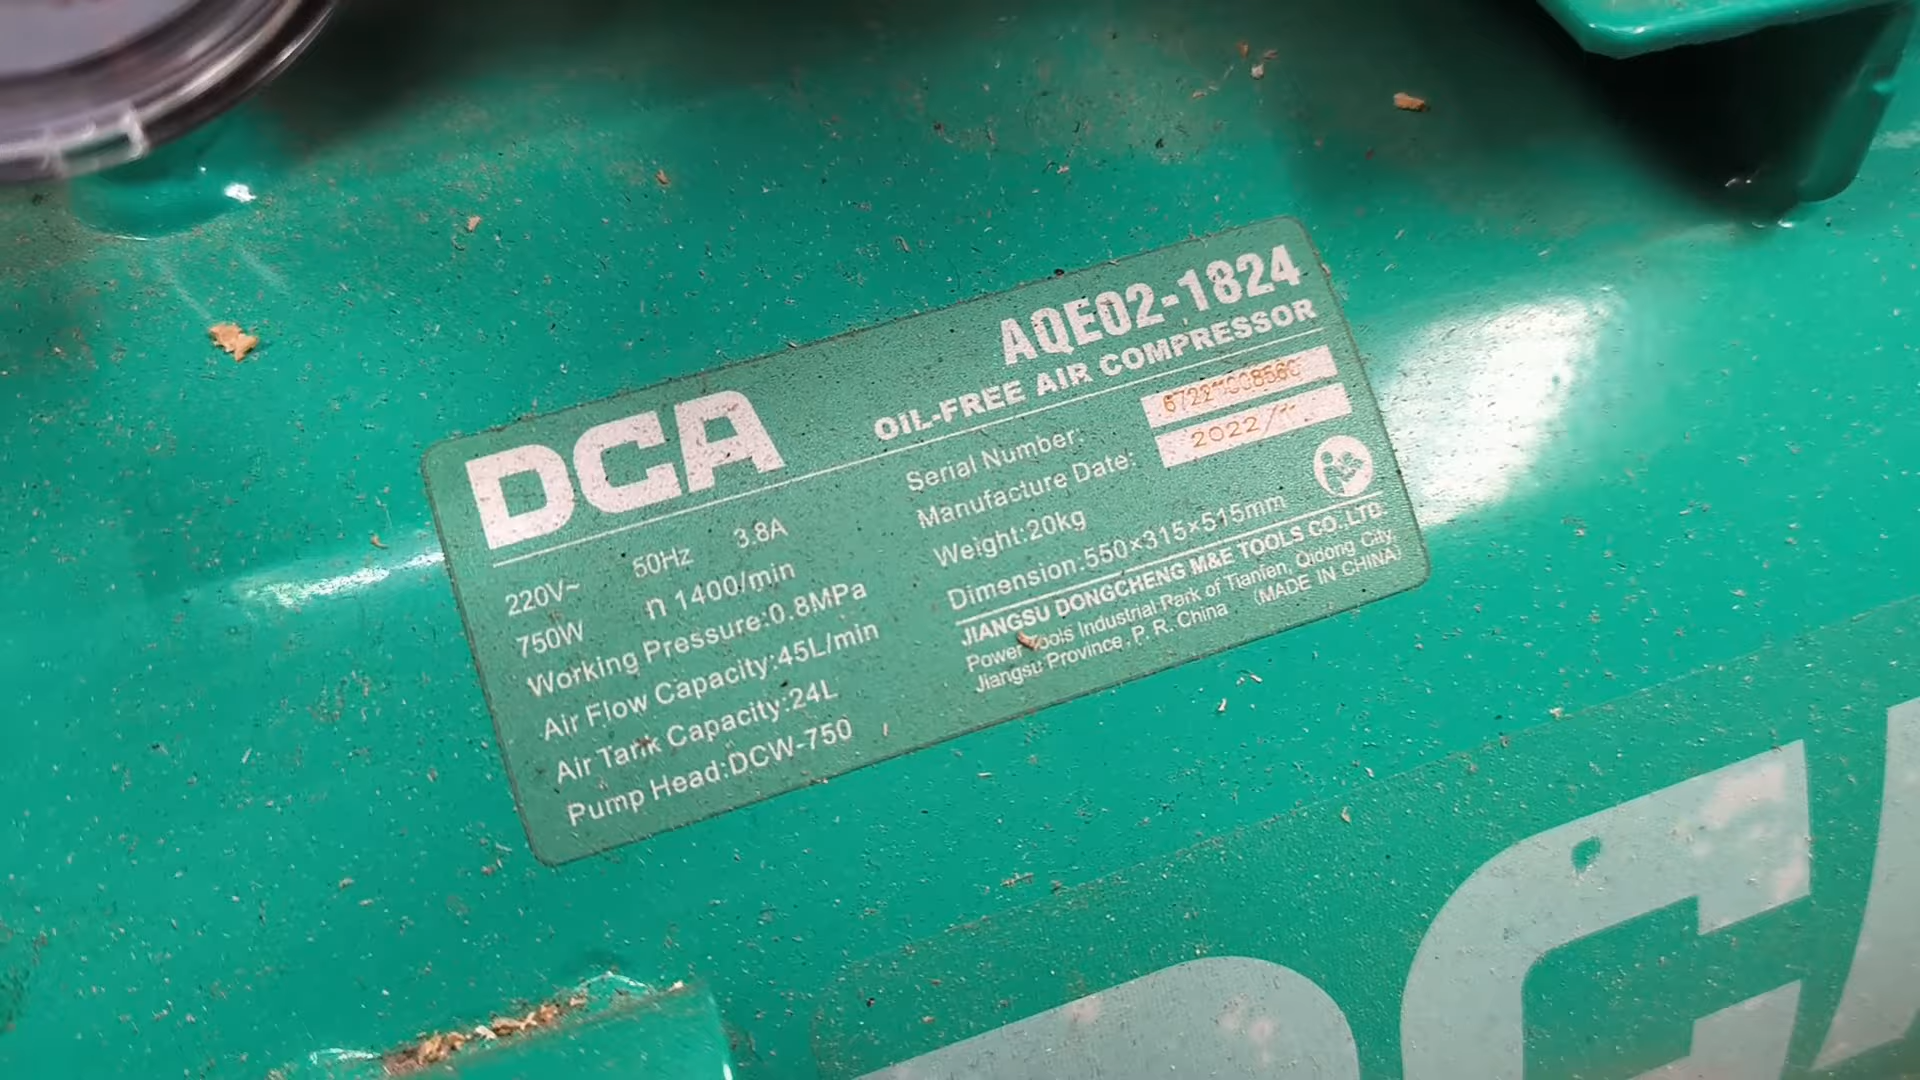 DCA
AQE02-1824
OIL-FREE AIR COMPRESSOR
220V~ 50Hz 3.8A
750W n 1400/min
Working Pressure:0.8MPa
Air Flow Capacity:45L/min
Air Tank Capacity:24L
Pump Head:DCW-750
Serial Number:
Manufacture Date: 2022/
Weight:20kg
Dimension:550×315×515mm
JIANGSU DONGCHENG M&E TOOLS CO.,LTD.
Power Tools Industrial Park of Tianfen, Qidong City,
Jiangsu Province, P. R. China (MADE IN CHINA)